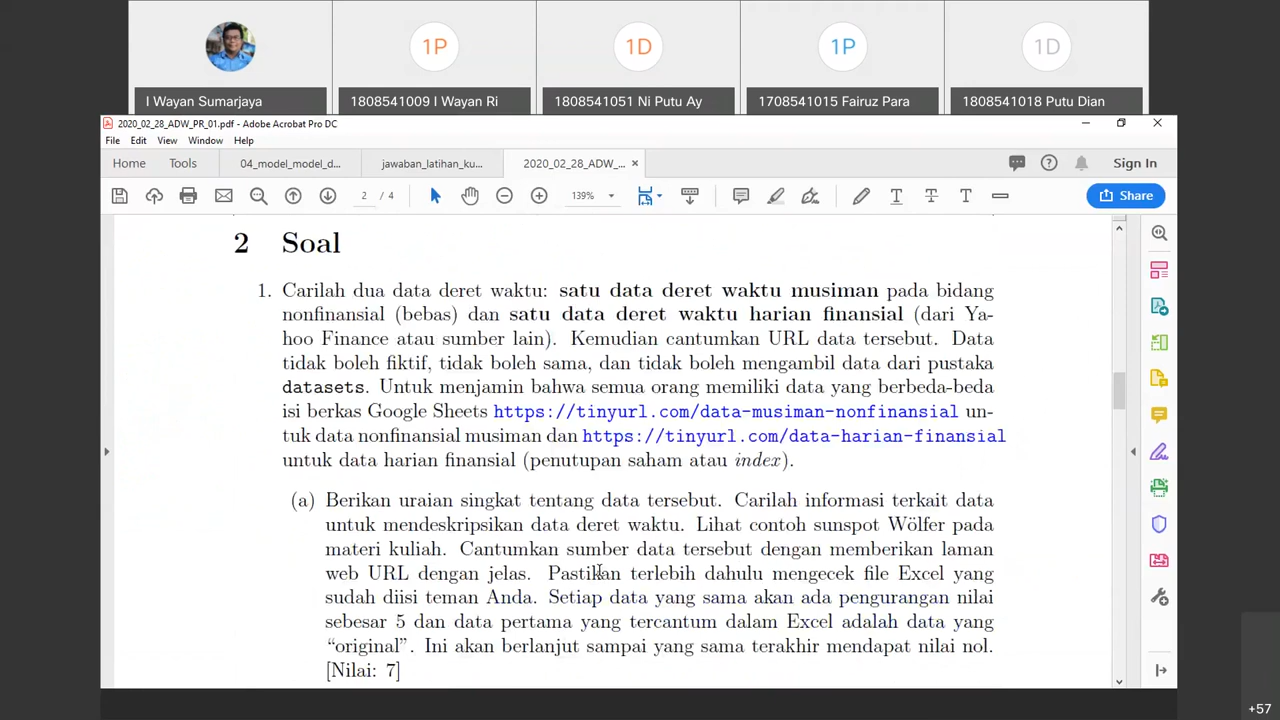 1P
1D
1P
1D
I Wayan Sumarjaya
1808541009 I Wayan Ri
1808541051 Ni Putu Ay
1708541015 Fairuz Para
1808541018 Putu Dian
2020_02_28_ADW_PR_01.pdf - Adobe Acrobat Pro DC
File Edit View Window Help
Home Tools 04_model_model_d... jawaban_latihan_ku... 2020_02_28_ADW_... Sign In
2 / 4 139% Share
2 Soal
1. Carilah dua data deret waktu: satu data deret waktu musiman pada bidang
nonfinansial (bebas) dan satu data deret waktu harian finansial (dari Ya-
hoo Finance atau sumber lain). Kemudian cantumkan URL data tersebut. Data
tidak boleh fiktif, tidak boleh sama, dan tidak boleh mengambil data dari pustaka
datasets. Untuk menjamin bahwa semua orang memiliki data yang berbeda-beda
isi berkas Google Sheets https://tinyurl.com/data-musiman-nonfinansial un-
tuk data nonfinansial musiman dan https://tinyurl.com/data-harian-finansial
untuk data harian finansial (penutupan saham atau index).
(a) Berikan uraian singkat tentang data tersebut. Carilah informasi terkait data
untuk mendeskripsikan data deret waktu. Lihat contoh sunspot Wölfer pada
materi kuliah. Cantumkan sumber data tersebut dengan memberikan laman
web URL dengan jelas. Pastikan terlebih dahulu mengecek file Excel yang
sudah diisi teman Anda. Setiap data yang sama akan ada pengurangan nilai
sebesar 5 dan data pertama yang tercantum dalam Excel adalah data yang
“original”. Ini akan berlanjut sampai yang sama terakhir mendapat nilai nol.
[Nilai: 7]
+57